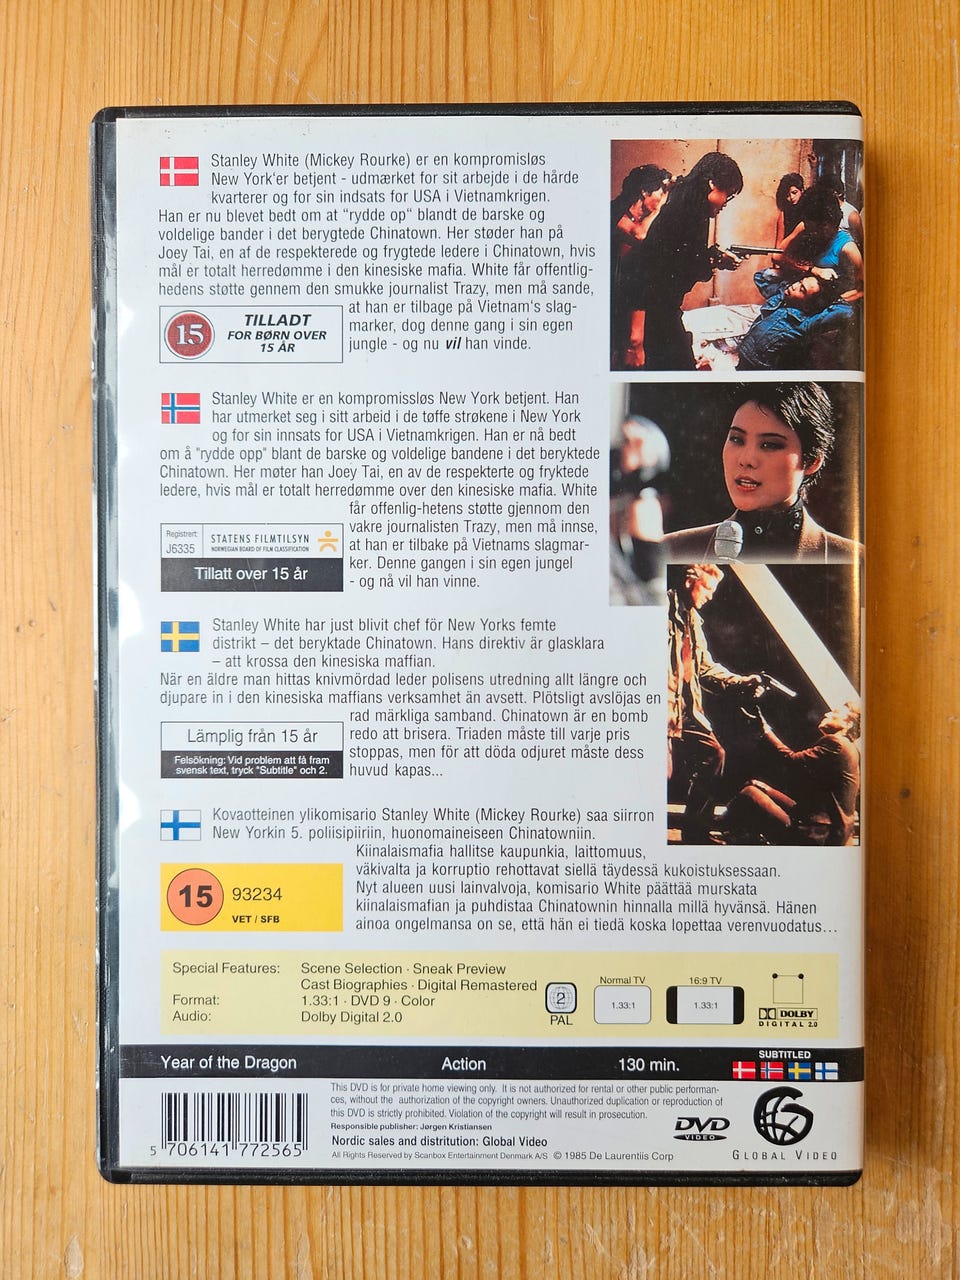 Stanley White (Mickey Rourke) er en kompromisløs
New York'er betjent - udmærket for sit arbejde i de hårde
kvarterer og for sin indsats for USA i Vietnamkrigen.
Han er nu blevet bedt om at "rydde op" blandt de barske og
voldelige bander i det berygtede Chinatown. Her støder han på
Joey Tai, en af de respekterede og frygtede ledere i Chinatown, hvis
mål er totalt herredømme i den kinesiske mafia. White får offentlig-
hedens støtte gennem den smukke journalist Trazy, men må sande,
at han er tilbage på Vietnam's slag-
marker, dog denne gang i sin egen
jungle - og nu vil han vinde.
15
TILLADT
FOR BØRN OVER
15 ÅR
Stanley White er en kompromissløs New York betjent. Han
har utmerket seg i sitt arbeid i de tøffe strøkene i New York
og for sin innsats for USA i Vietnamkrigen. Han er nå bedt
om å "rydde opp" blant de barske og voldelige bandene i det beryktede
Chinatown. Her møter han Joey Tai, en av de respekterte og fryktede
ledere, hvis mål er totalt herredømme over den kinesiske mafia. White
får offenlig-hetens støtte gjennom den
vakre journalisten Trazy, men må innse,
at han er tilbake på Vietnams slagmar-
ker. Denne gangen i sin egen jungel
- og nå vil han vinne.
Registrert:
J6335
STATENS FILMTILSYN
NORWEGIAN BOARD OF FILM CLASSIFICATION
Tillatt over 15 år
Stanley White har just blivit chef för New Yorks femte
distrikt – det beryktade Chinatown. Hans direktiv är glasklara
– att krossa den kinesiska maffian.
När en äldre man hittas knivmördad leder polisens utredning allt längre och
djupare in i den kinesiska maffians verksamhet än avsett. Plötsligt avslöjas en
rad märkliga samband. Chinatown är en bomb
redo att brisera. Triaden måste till varje pris
stoppas, men för att döda odjuret måste dess
huvud kapas...
Lämplig från 15 år
Felsökning: Vid problem att få fram
svensk text, tryck "Subtitle" och 2.
Kovaotteinen ylikomisario Stanley White (Mickey Rourke) saa siirron
New Yorkin 5. poliisipiiriin, huonomaineiseen Chinatowniin.
Kiinalaismafia hallitse kaupunkia, laittomuus,
väkivalta ja korruptio rehottavat siellä täydessä kukoistuksessaan.
Nyt alueen uusi lainvalvoja, komisario White päättää murskata
kiinalaismafian ja puhdistaa Chinatownin hinnalla millä hyvänsä. Hänen
ainoa ongelmansa on se, että hän ei tiedä koska lopettaa verenvuodatus...
15
93234
VET / SFB
Special Features: Scene Selection · Sneak Preview
Cast Biographies · Digital Remastered
Format: 1.33:1 · DVD 9 · Color
Audio: Dolby Digital 2.0
2
PAL
Normal TV
1.33:1
16:9 TV
1.33:1
DOLBY
DIGITAL 2.0
Year of the Dragon Action 130 min.
SUBTITLED
This DVD is for private home viewing only. It is not authorized for rental or other public performan-
ces, without the authorization of the copyright owners. Unauthorized duplication or reproduction of
this DVD is strictly prohibited. Violation of the copyright will result in prosecution.
Responsible publisher: Jørgen Kristiansen
Nordic sales and distribution: Global Video
All Rights Reserved by Scanbox Entertainment Denmark A/S © 1985 De Laurentiis Corp
5 706141 772565
DVD
VIDEO
GLOBAL VIDEO